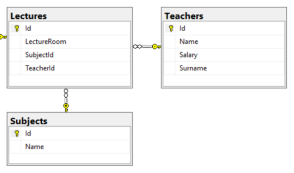 Lectures
Id
LectureRoom
SubjectId
TeacherId
Teachers
Id
Name
Salary
Surname
Subjects
Id
Name